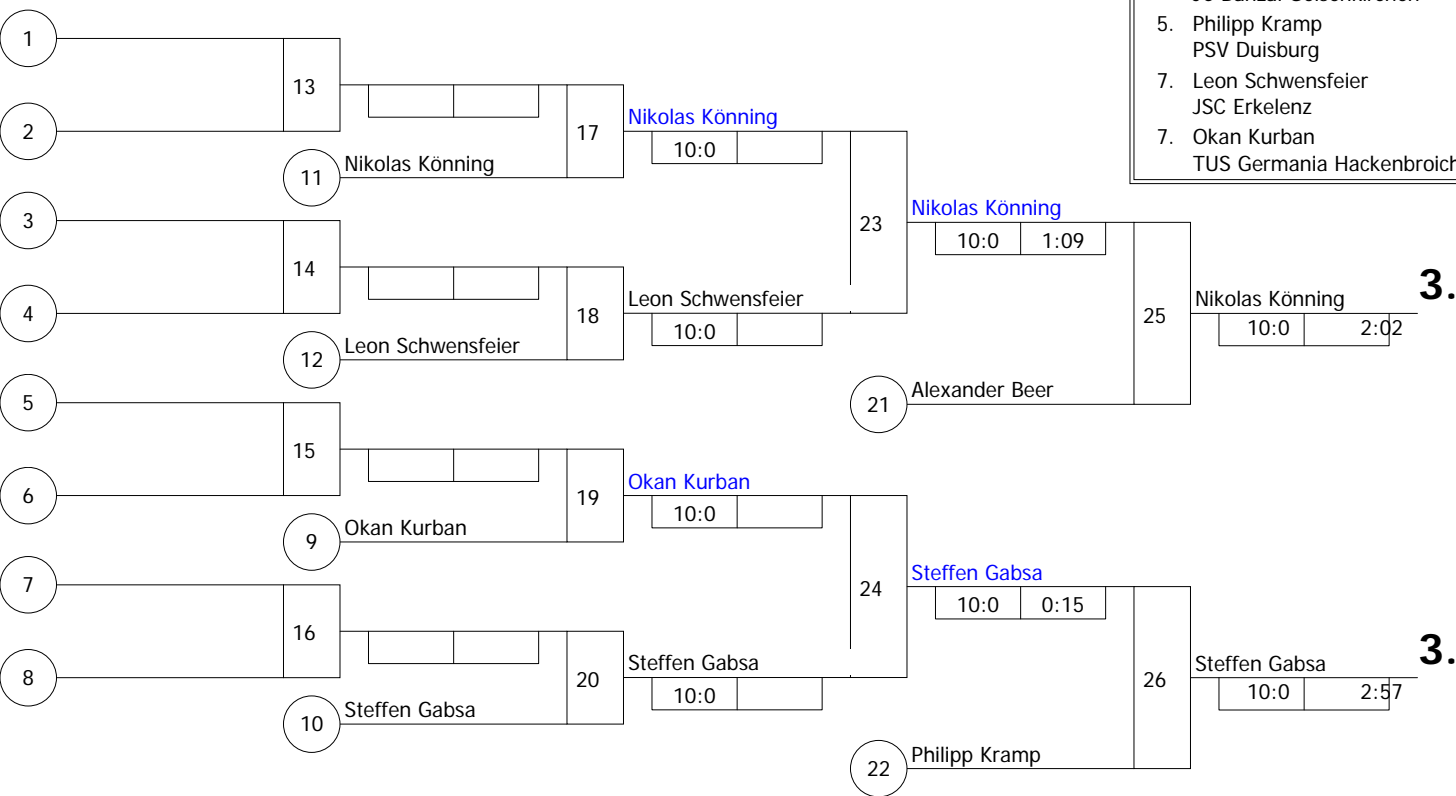 5. Philipp Kramp
PSV Duisburg
7. Leon Schwensfeier
JSC Erkelenz
7. Okan Kurban
TUS Germania Hackenbroich
1
13
2
17
Nikolas Könning
10:0
11
Nikolas Könning
3
23
Nikolas Könning
10:0 1:09
14
4
18
Leon Schwensfeier
10:0
12
Leon Schwensfeier
25
Nikolas Könning
10:0 2:02
3.
21
Alexander Beer
5
15
6
19
Okan Kurban
10:0
9
Okan Kurban
7
24
Steffen Gabsa
10:0 0:15
16
8
20
Steffen Gabsa
10:0
10
Steffen Gabsa
26
Steffen Gabsa
10:0 2:57
3.
22
Philipp Kramp